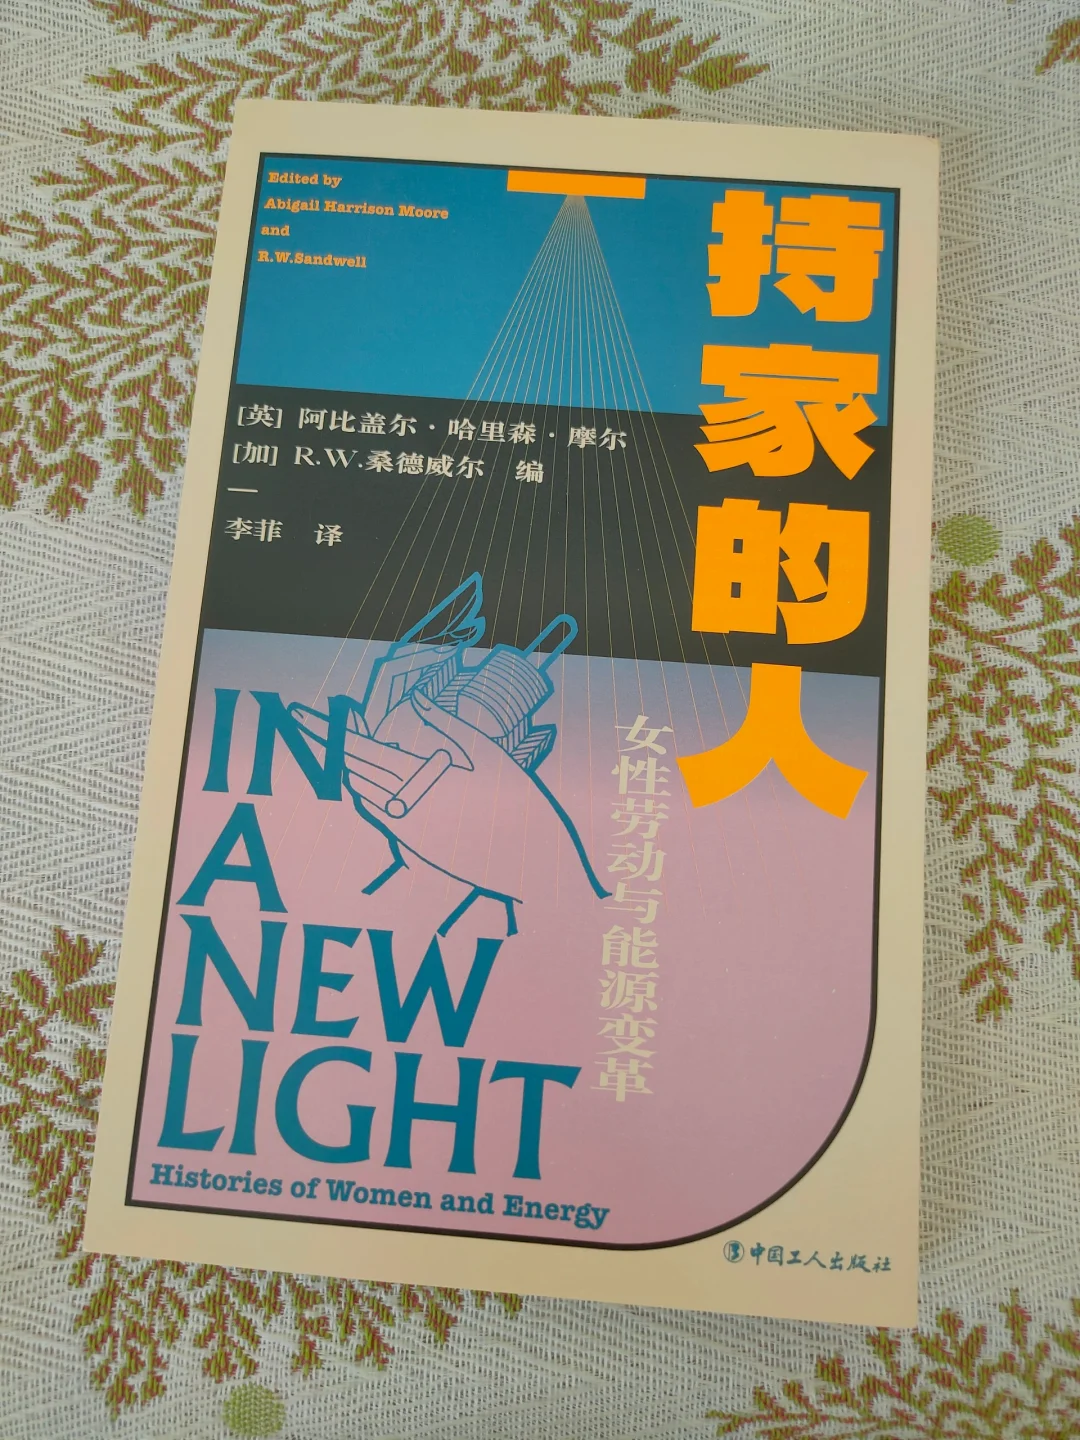 Edited by
Abigail Harrison Moore
and
R.W.Sandwell
持家的人
[英] 阿比盖尔·哈里森·摩尔
[加] R.W.桑德威尔 编
李菲 译
女性劳动与能源变革
IN
A
NEW
LIGHT
Histories of Women and Energy
中国工人出版社